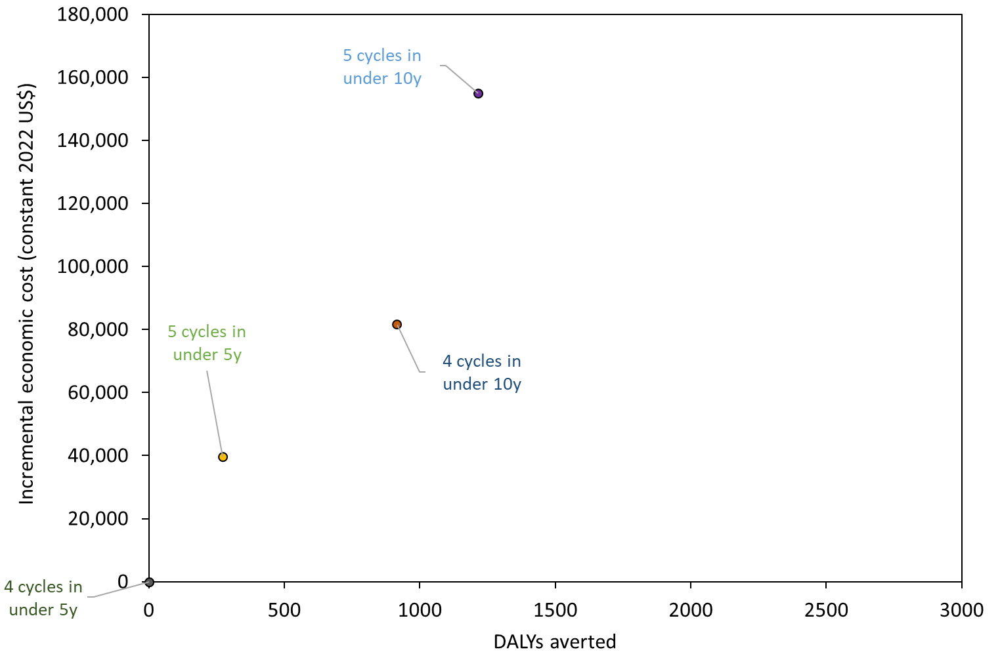 180,000
160,000
140,000
120,000
100,000
80,000
60,000
40,000
20,000
0
Incremental economic cost (constant 2022 US$)
5 cycles in
under 10y
5 cycles in
under 5y
4 cycles in
under 10y
4 cycles in
under 5y
0
500
1000
1500
2000
2500
3000
DALYs averted